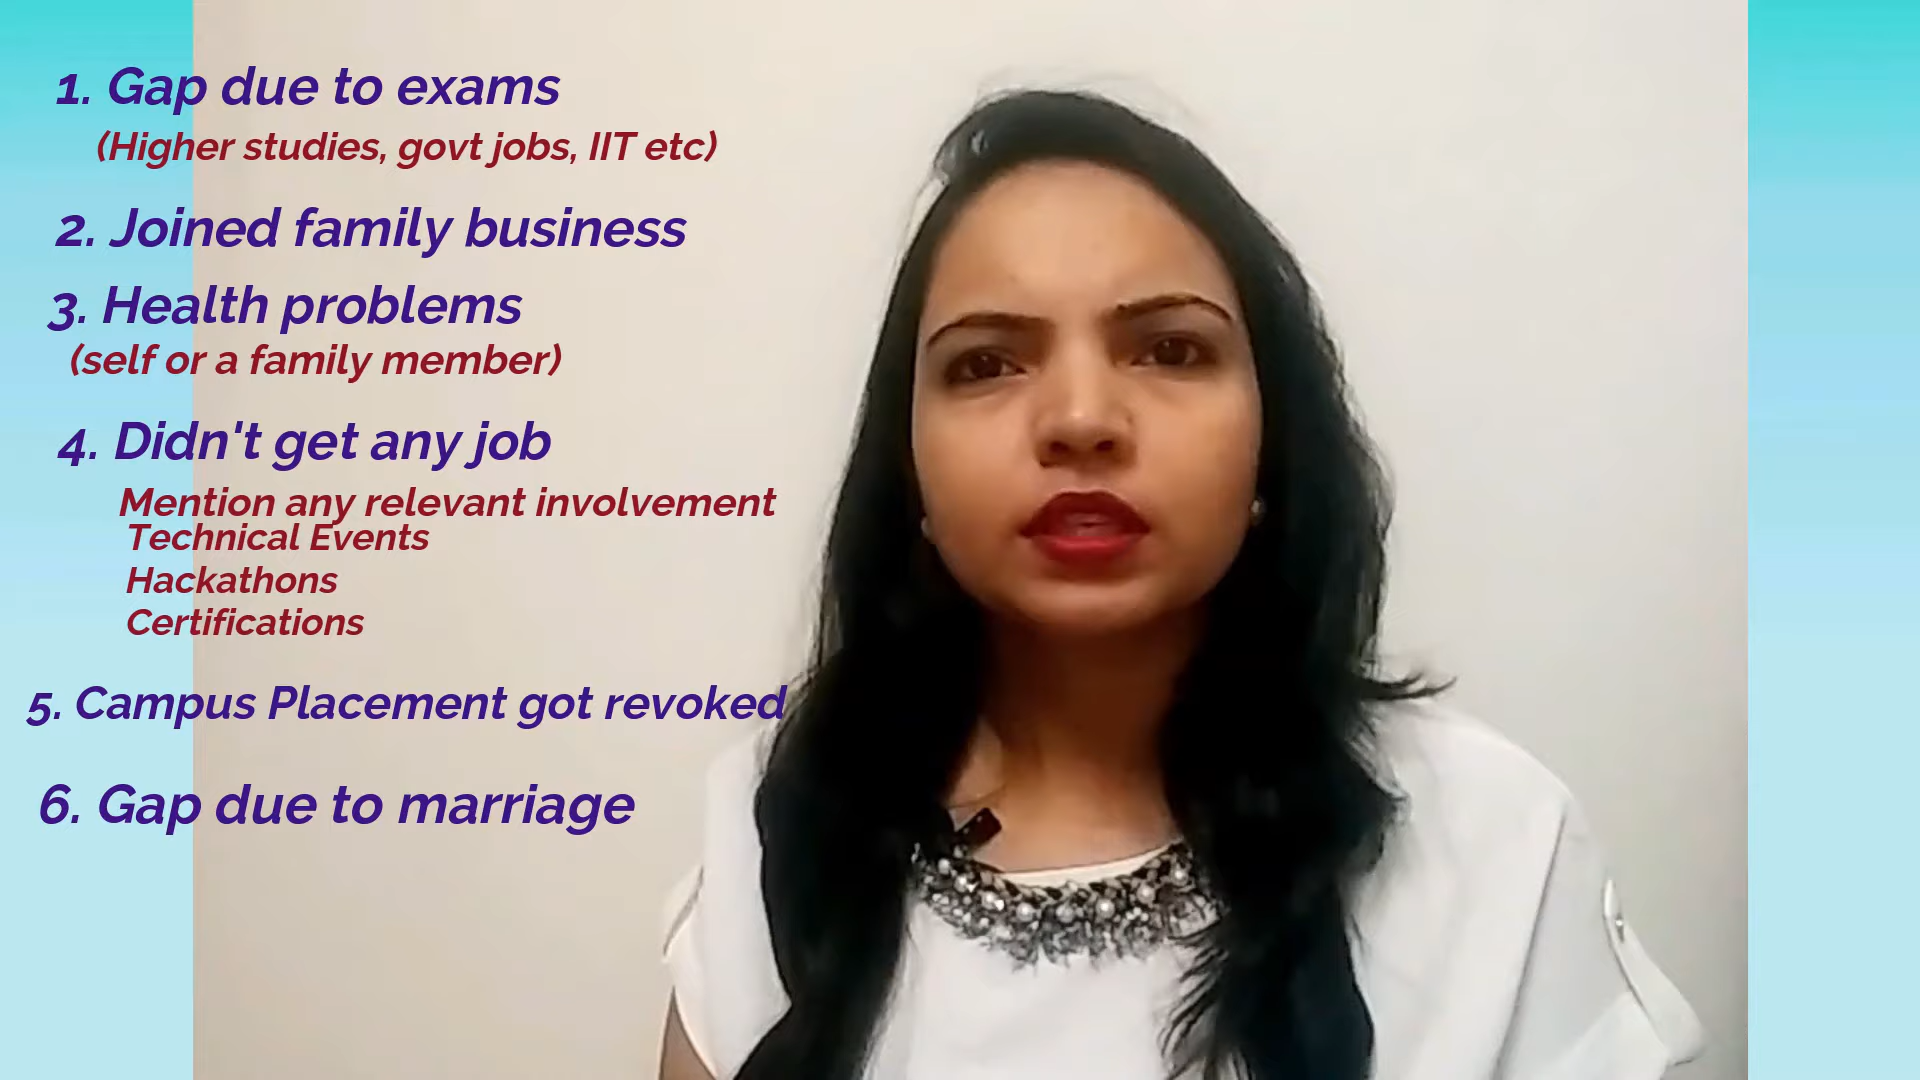 1. Gap due to exams
(Higher studies, govt jobs, IIT etc)
2. Joined family business
3. Health problems
(self or a family member)
4. Didn't get any job
Mention any relevant involvement
Technical Events
Hackathons
Certifications
5. Campus Placement got revoked
6. Gap due to marriage